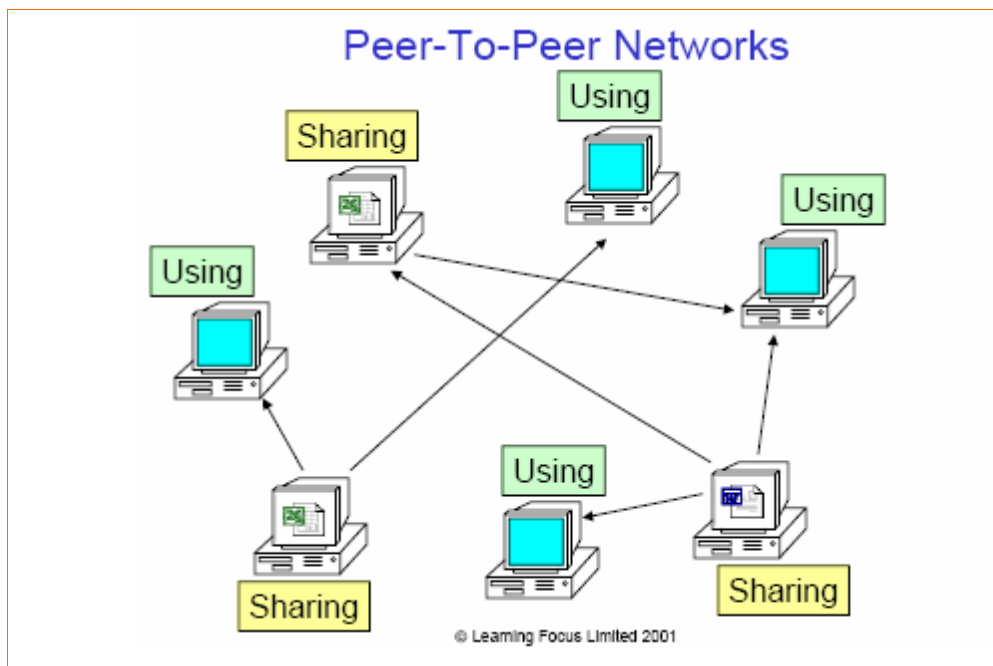 Peer-To-Peer Networks
Using
Sharing
Using
Using
Using
Sharing
Sharing
© Learning Focus Limited 2001